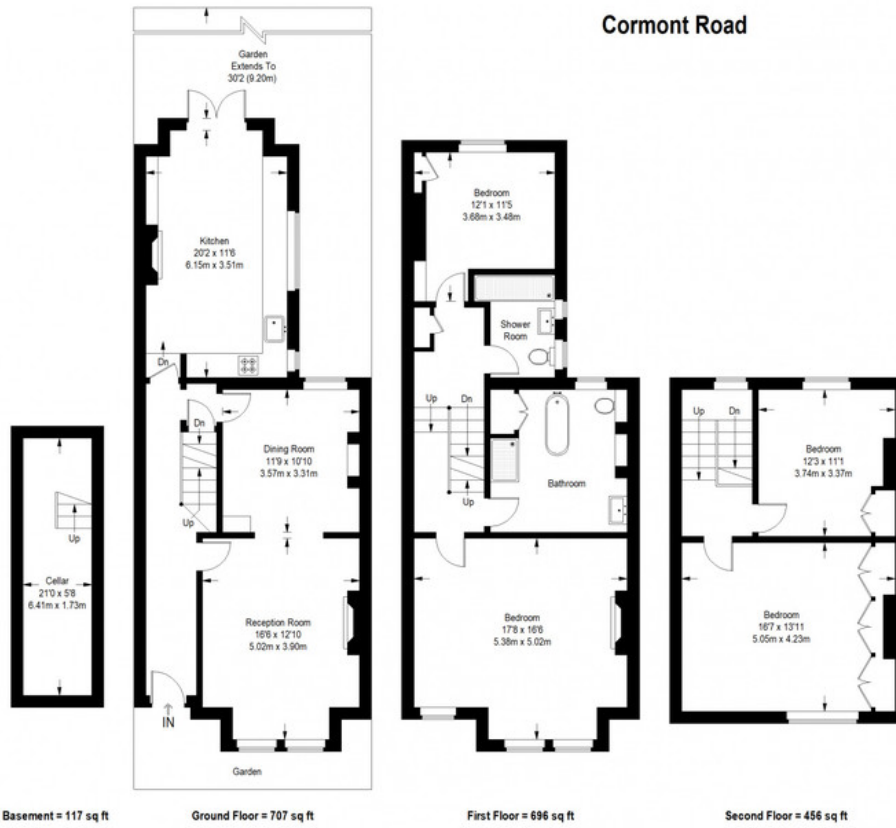 Cormont Road
Garden
Extends To
30'2 (9.20m)
Kitchen
20'2 x 11'6
6.15m x 3.51m
Dn
Dn
Up
Dining Room
11'9 x 10'10
3.57m x 3.31m
Reception Room
16'6 x 12'10
5.02m x 3.90m
IN
Garden
Up
Cellar
21'0 x 5'8
6.41m x 1.73m
Bedroom
12'1 x 11'5
3.68m x 3.48m
Shower
Room
Up
Dn
Up
Bathroom
Bedroom
17'8 x 16'6
5.38m x 5.02m
Up
Dn
Bedroom
12'3 x 11'1
3.74m x 3.37m
Bedroom
16'7 x 13'11
5.05m x 4.23m
Basement = 117 sq ft
Ground Floor = 707 sq ft
First Floor = 696 sq ft
Second Floor = 456 sq ft